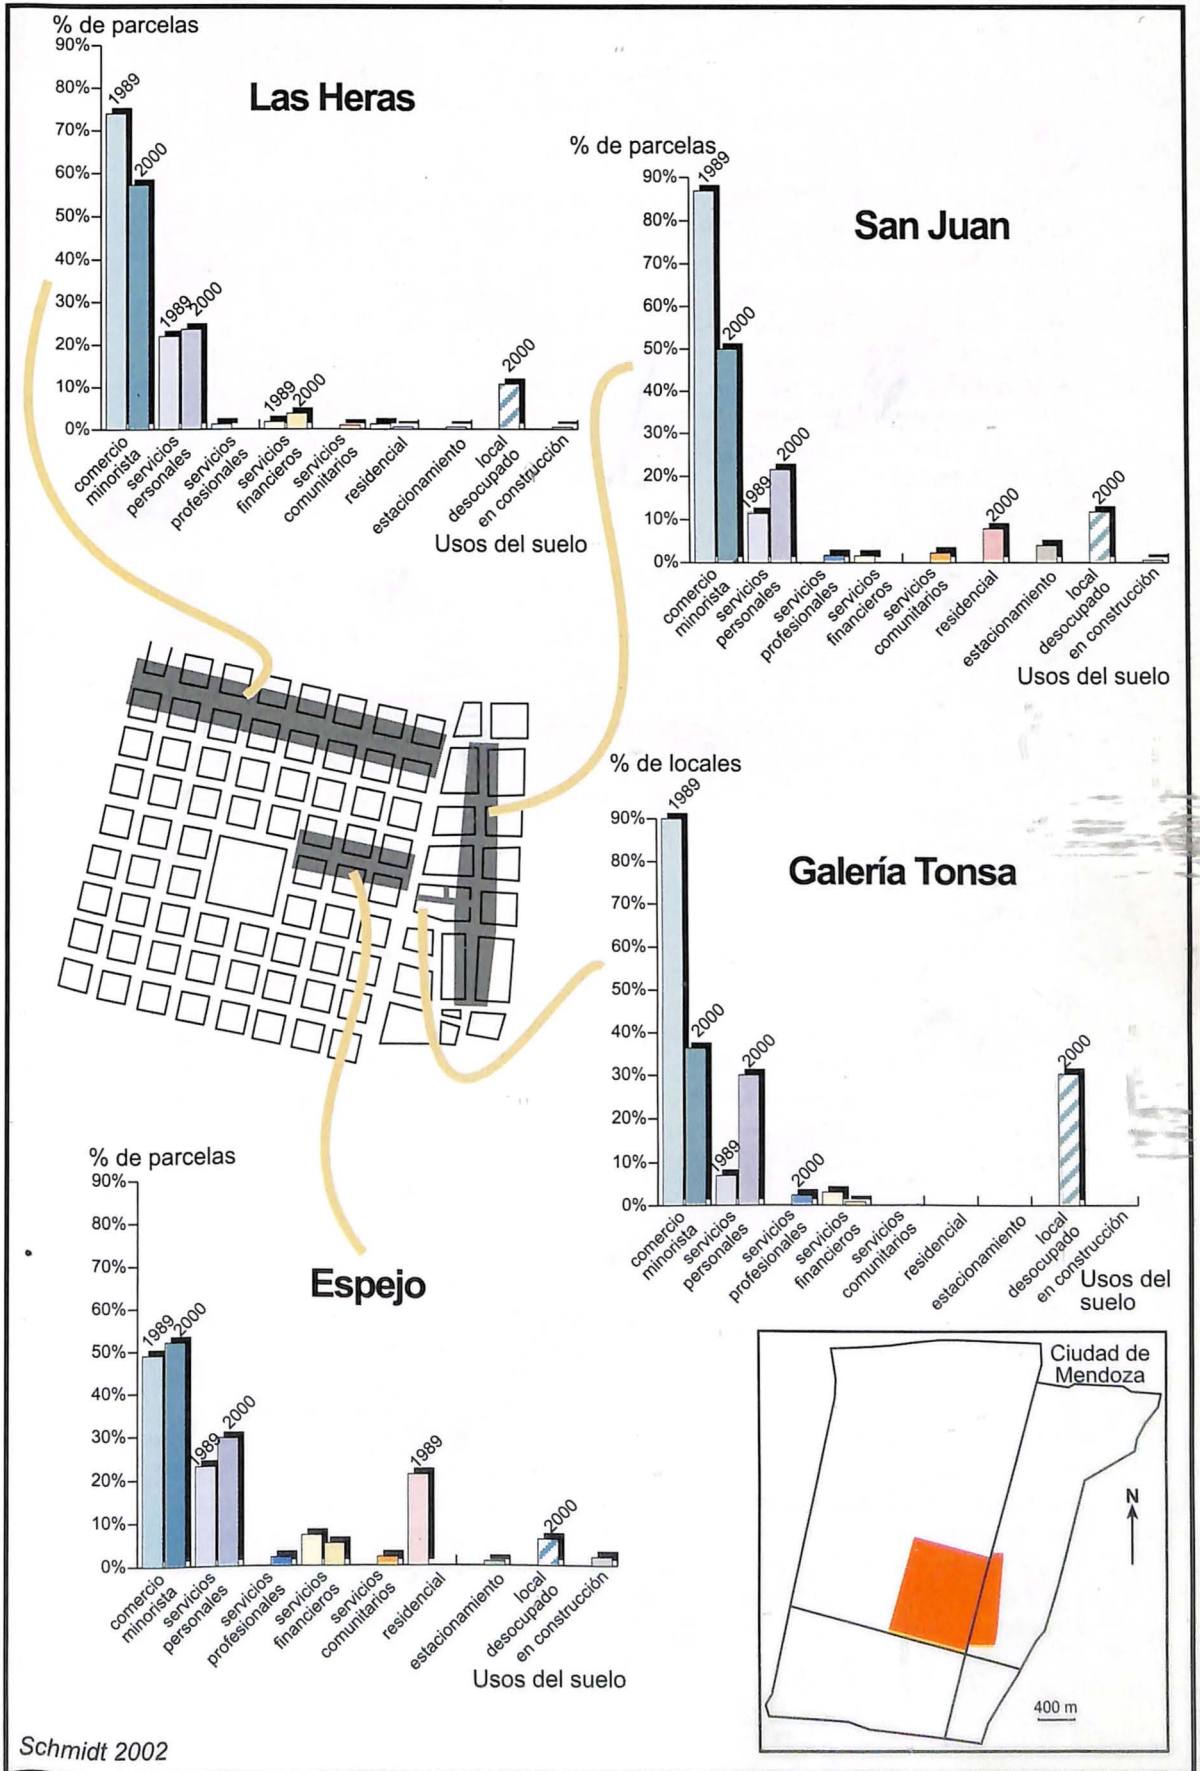 % de parcelas
90%
80%
70%
60%
50%
40%
30%
20%
10%
0%
Las Heras
1989
2000
1989
2000
1989
2000
2000
comercio
minorista
servicios
personales
servicios
profesionales
servicios
financieros
servicios
comunitarios
residencial
estacionamiento
local
desocupado
en construcción
Usos del suelo
% de parcelas
90%
80%
70%
60%
50%
40%
30%
20%
10%
0%
San Juan
1989
2000
1989
2000
2000
2000
comercio
minorista
servicios
personales
servicios
profesionales
servicios
financieros
servicios
comunitarios
residencial
estacionamiento
local
desocupado
en construcción
Usos del suelo
% de locales
90%
80%
70%
60%
50%
40%
30%
20%
10%
0%
Galería Tonsa
1989
2000
1989
2000
2000
2000
comercio
minorista
servicios
personales
servicios
profesionales
servicios
financieros
servicios
comunitarios
residencial
estacionamiento
local
desocupado
en construcción
Usos del
suelo
% de parcelas
90%
80%
70%
60%
50%
40%
30%
20%
10%
0%
Espejo
1989
2000
1989
2000
1989
2000
comercio
minorista
servicios
personales
servicios
profesionales
servicios
financieros
servicios
comunitarios
residencial
estacionamiento
local
desocupado
en construcción
Usos del suelo
Ciudad de
Mendoza
N
400 m
Schmidt 2002